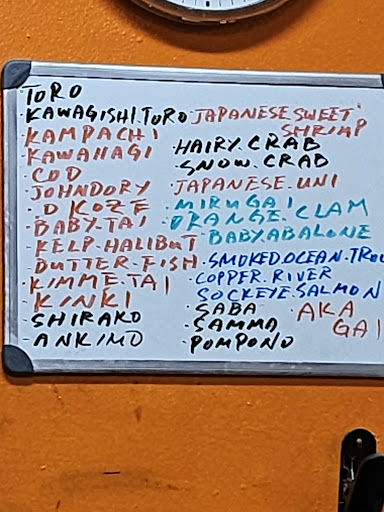 TORO
·KAWAGISHI.TORO
·KAMPACHI
·KAWAHAGI
·COD
·JOHNDORY
·OKOZE
·BABY.TAI
·KELP.HALIBUT
·BUTTER.FISH
·KIMME.TAI
·KINKI
·SHIRAKO
·ANKIMO
JAPANESE.SWEET
SHRIMP
·HAIRY.CRAB
·SNOW.CRAB
·JAPANESE.UNI
·MIRUGAI
·ORANGE.CLAM
·BABY.ABALONE
·SMOKED.OCEAN.TROU
·COPPER.RIVER
SOCKEYE.SALMON
·SABA
·SAMMA
·POMPONO
·AKA
GAI